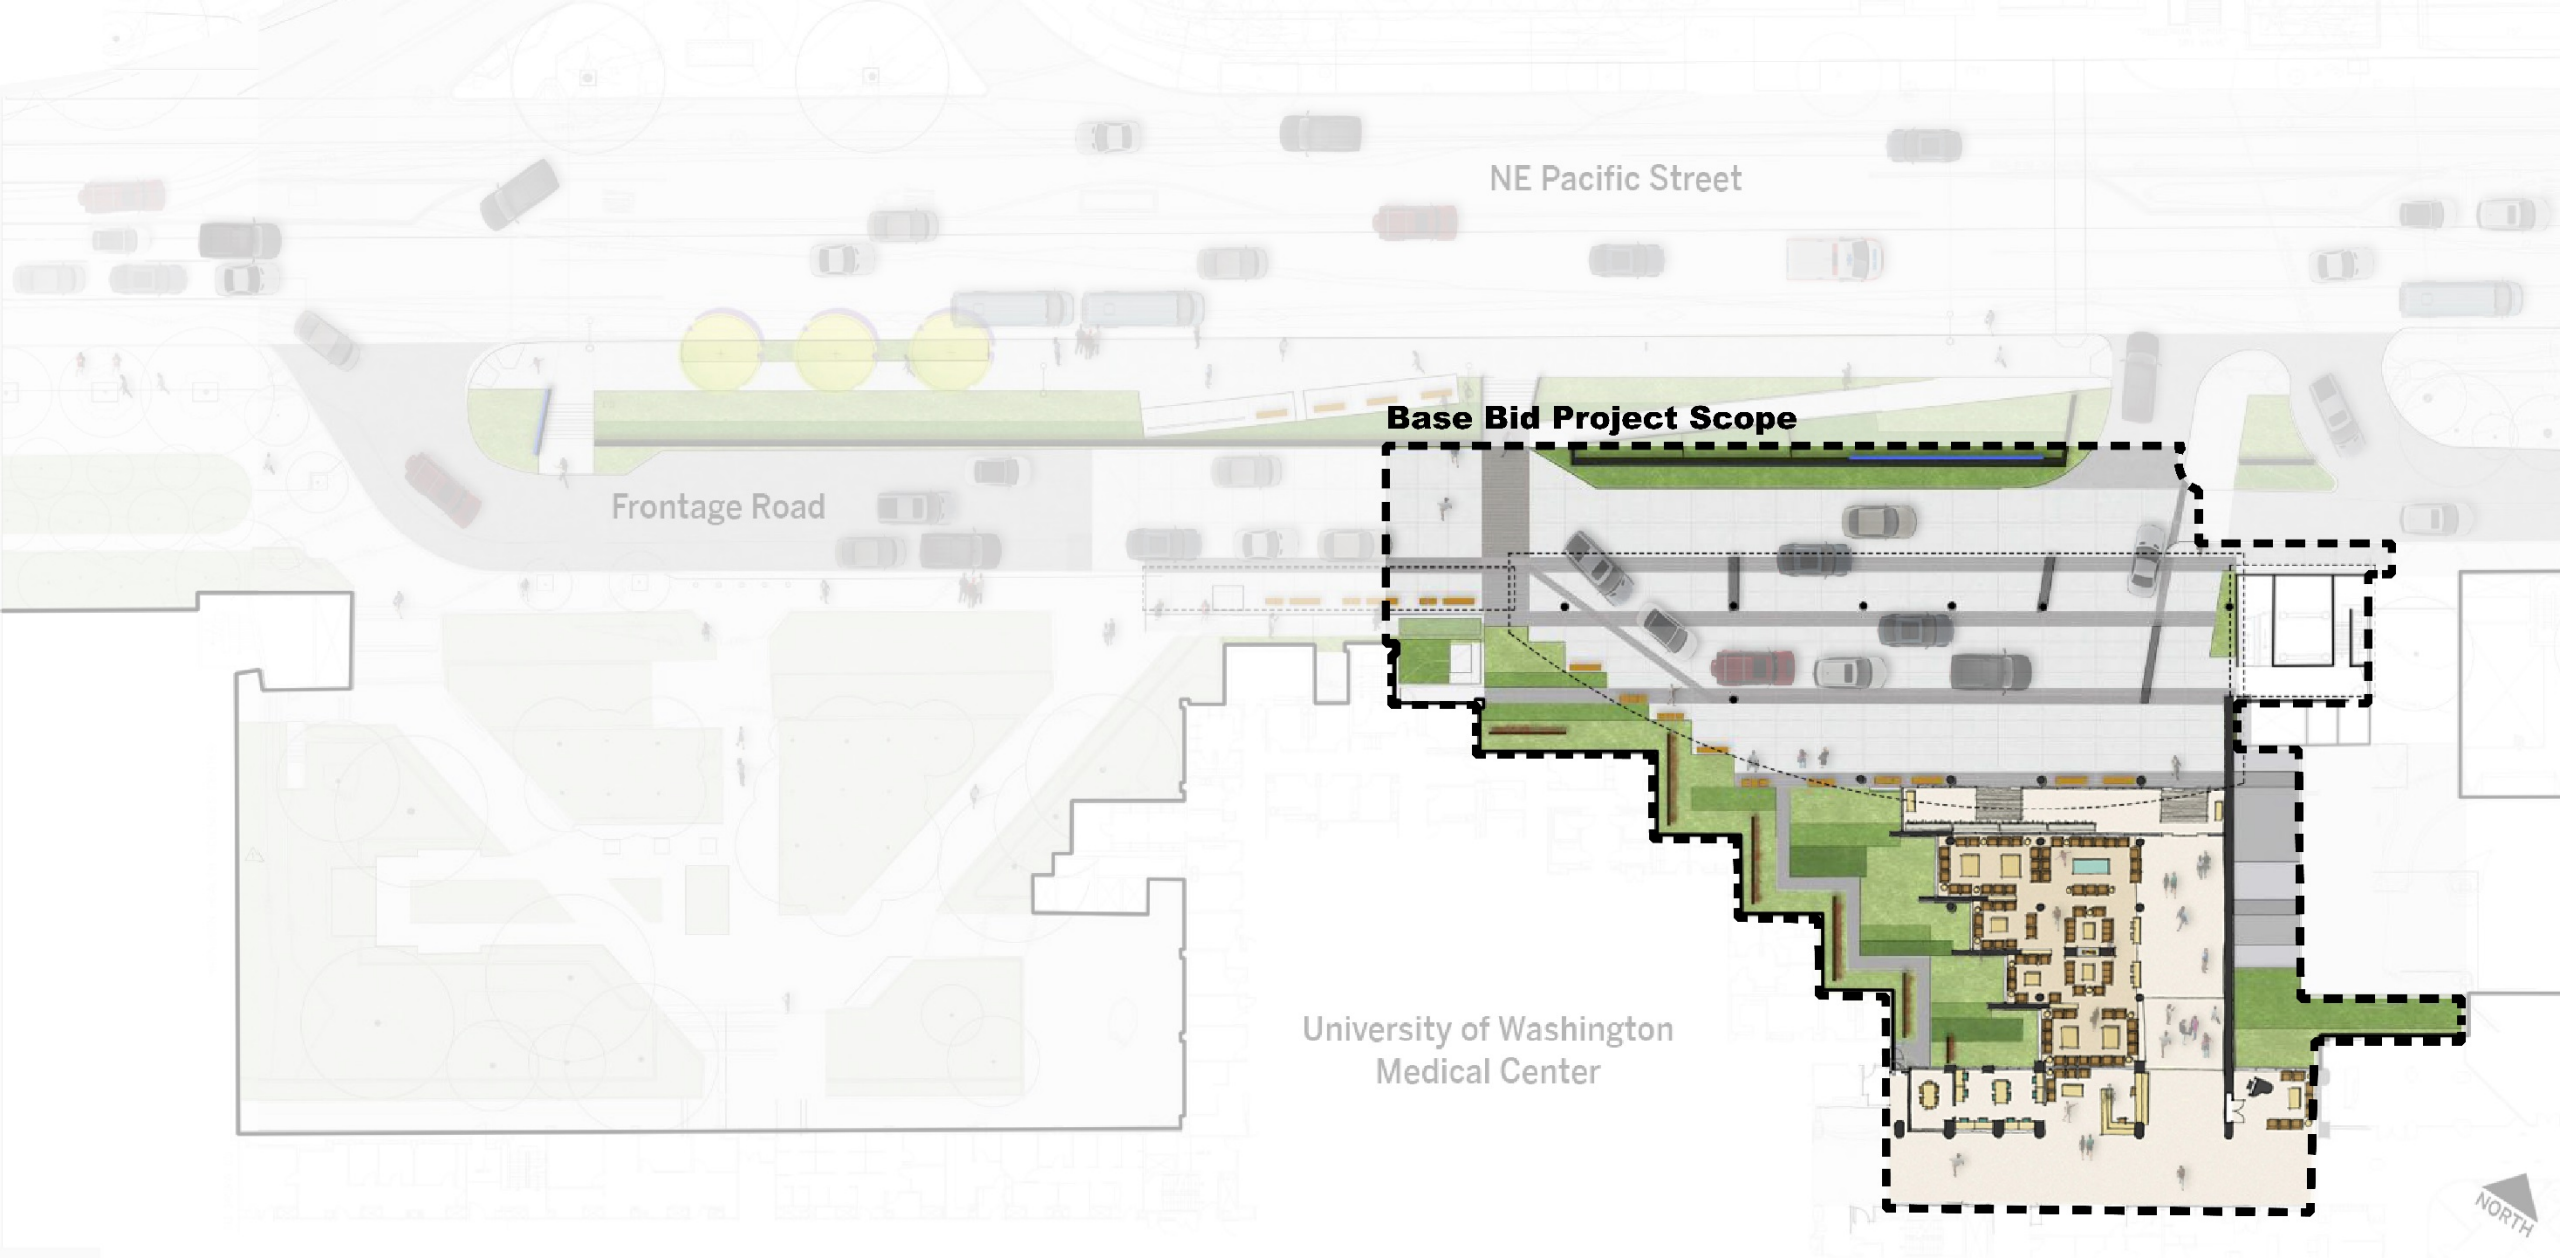 NE Pacific Street
Base Bid Project Scope
Frontage Road
University of Washington
Medical Center
NORTH